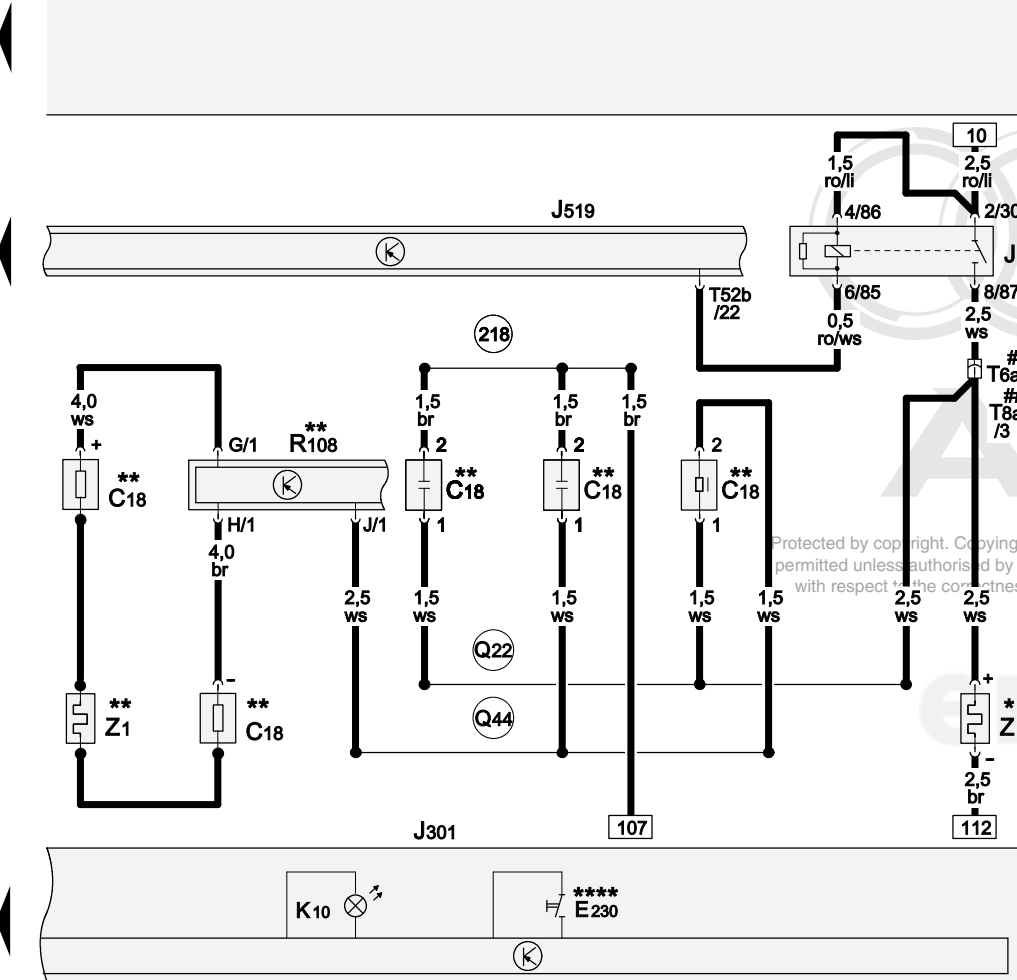 10
1,5
ro/li
2,5
ro/li
J519
4/86
2/30
J
T52b
/22
6/85
8/87
0,5
ro/ws
2,5
ws
218
#
T6a
#
T8a
/3
4,0
ws
1,5
br
1,5
br
1,5
br
+
G/1
**
R108
2
2
2
**
C18
**
C18
**
C18
**
C18
H/1
J/1
1
1
1
4,0
br
Protected by copyright. Copying
permitted unless authorised by
with respect to the correctnes
2,5
ws
1,5
ws
1,5
ws
1,5
ws
1,5
ws
2,5
ws
2,5
ws
Q22
-
+
**
Z1
**
C18
Q44
*
Z
-
2,5
br
J301
107
112
K10
****
E230